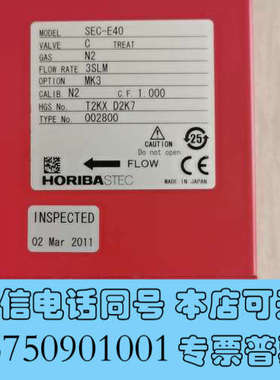 MODEL SEC-E40
VALVE C TREAT
GAS N2
FLOW RATE 3SLM
OPTION MK3
CALIB. N2 C.F. 1.000
HGS No. T2KX D2K7
TYPE No. 002800
CAUTION
Do not open
25
FLOW
CE
HORIBASTEC
MADE IN JAPAN
INSPECTED
02 Mar 2011
信电话同号 本店可
750901001 专票普票